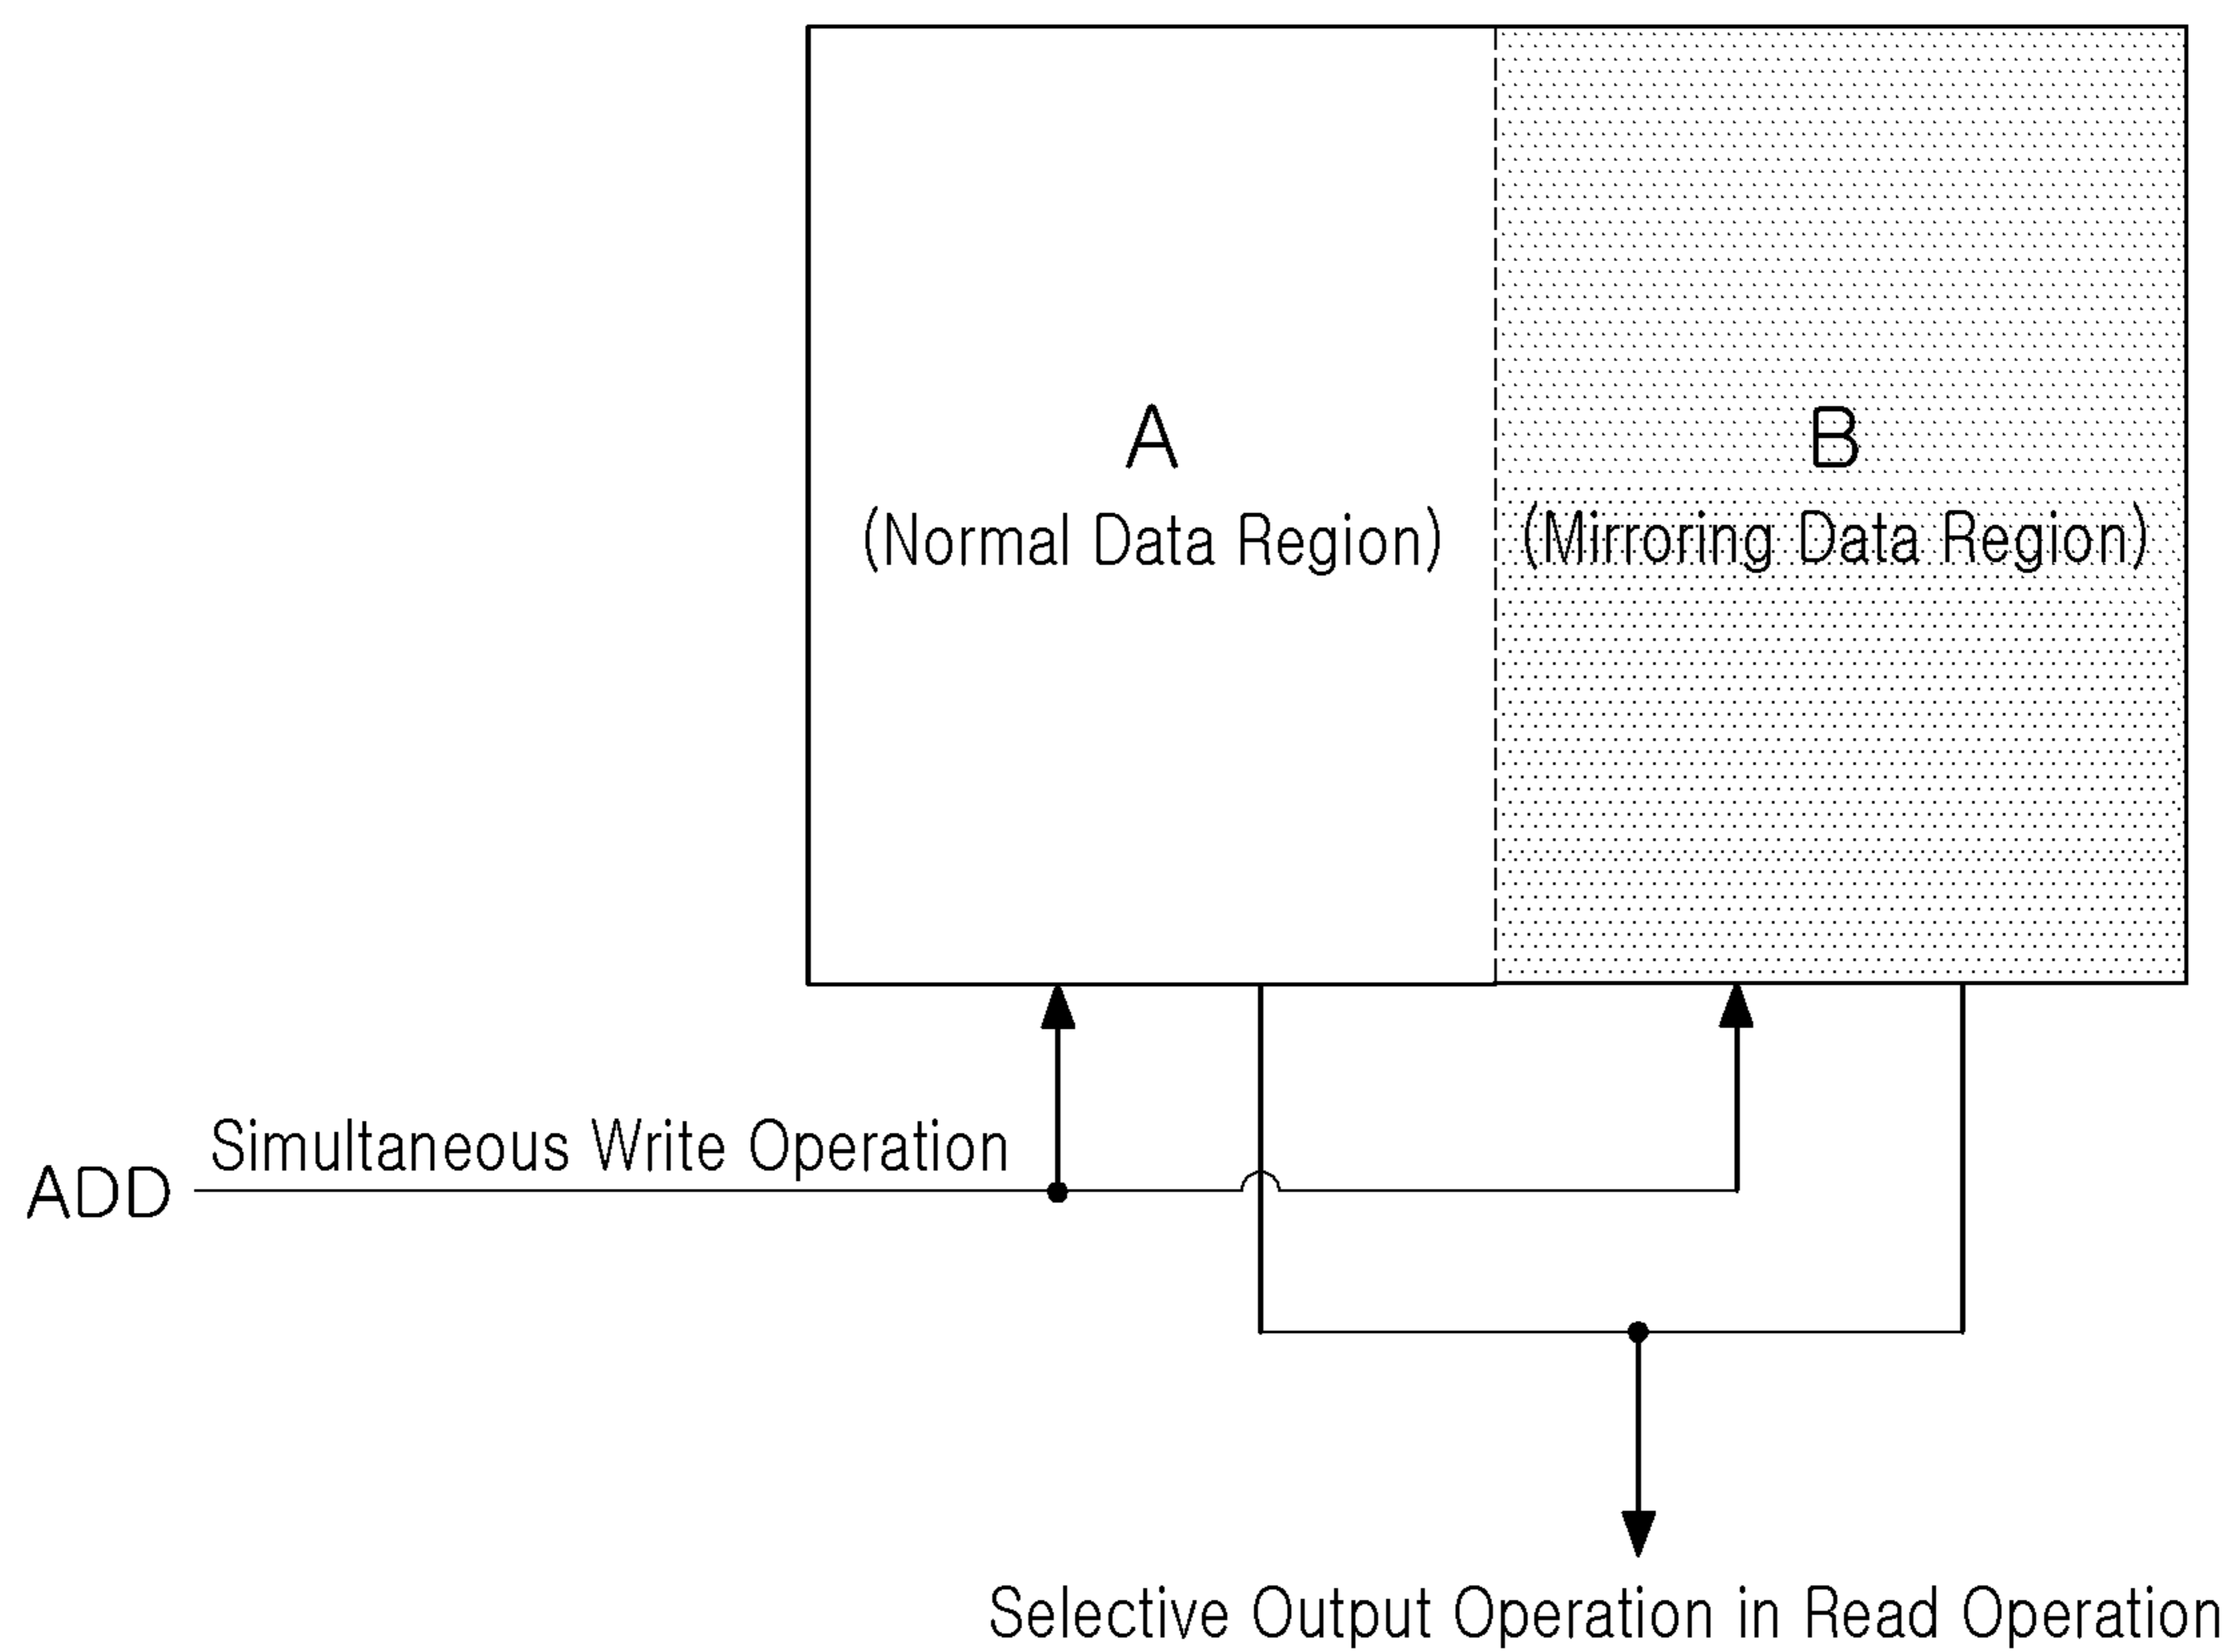 A
(Normal Data Region)
B
(Mirroring Data Region)
Simultaneous Write Operation
ADD
Selective Output Operation in Read Operation